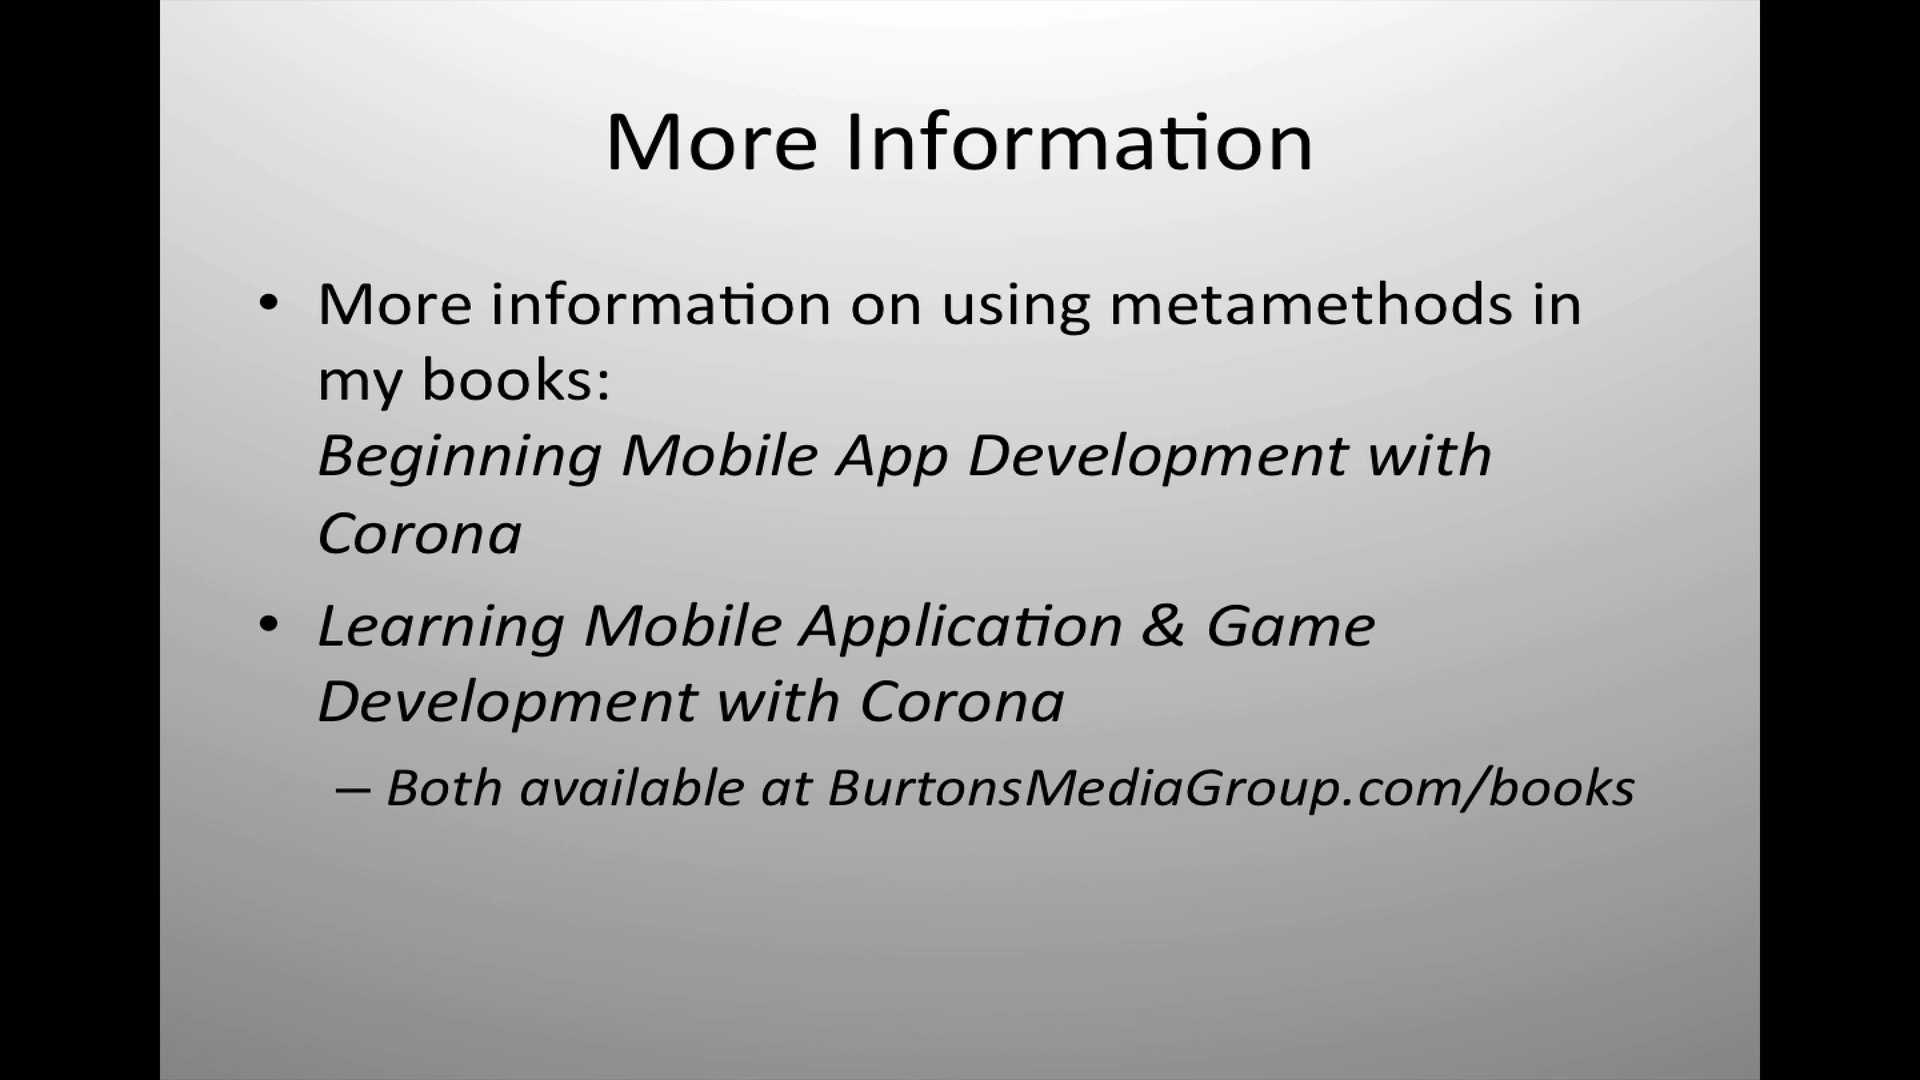 More Information
• More information on using metamethods in
my books:
Beginning Mobile App Development with
Corona
• Learning Mobile Application & Game
Development with Corona
– Both available at BurtonsMediaGroup.com/books